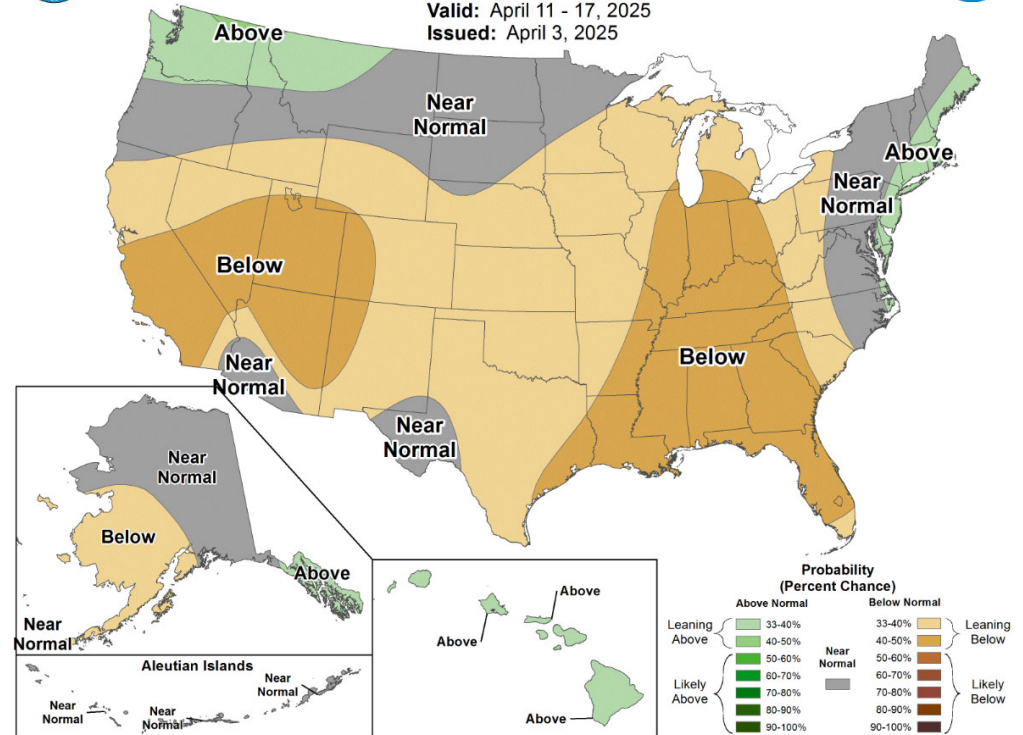 Valid: April 11 - 17, 2025
Issued: April 3, 2025
Above
Near
Normal
Above
Near
Normal
Below
Below
Near
Normal
Near
Normal
Near
Normal
Below
Above
Near
Normal
Aleutian Islands
Near
Normal
Near
Normal
Near
Normal
Above
Above
Above
Probability
(Percent Chance)
Above Normal
Below Normal
Leaning
Above
33-40%
40-50%
50-60%
60-70%
70-80%
80-90%
90-100%
Likely
Above
Near
Normal
33-40%
40-50%
50-60%
60-70%
70-80%
80-90%
90-100%
Leaning
Below
Likely
Below